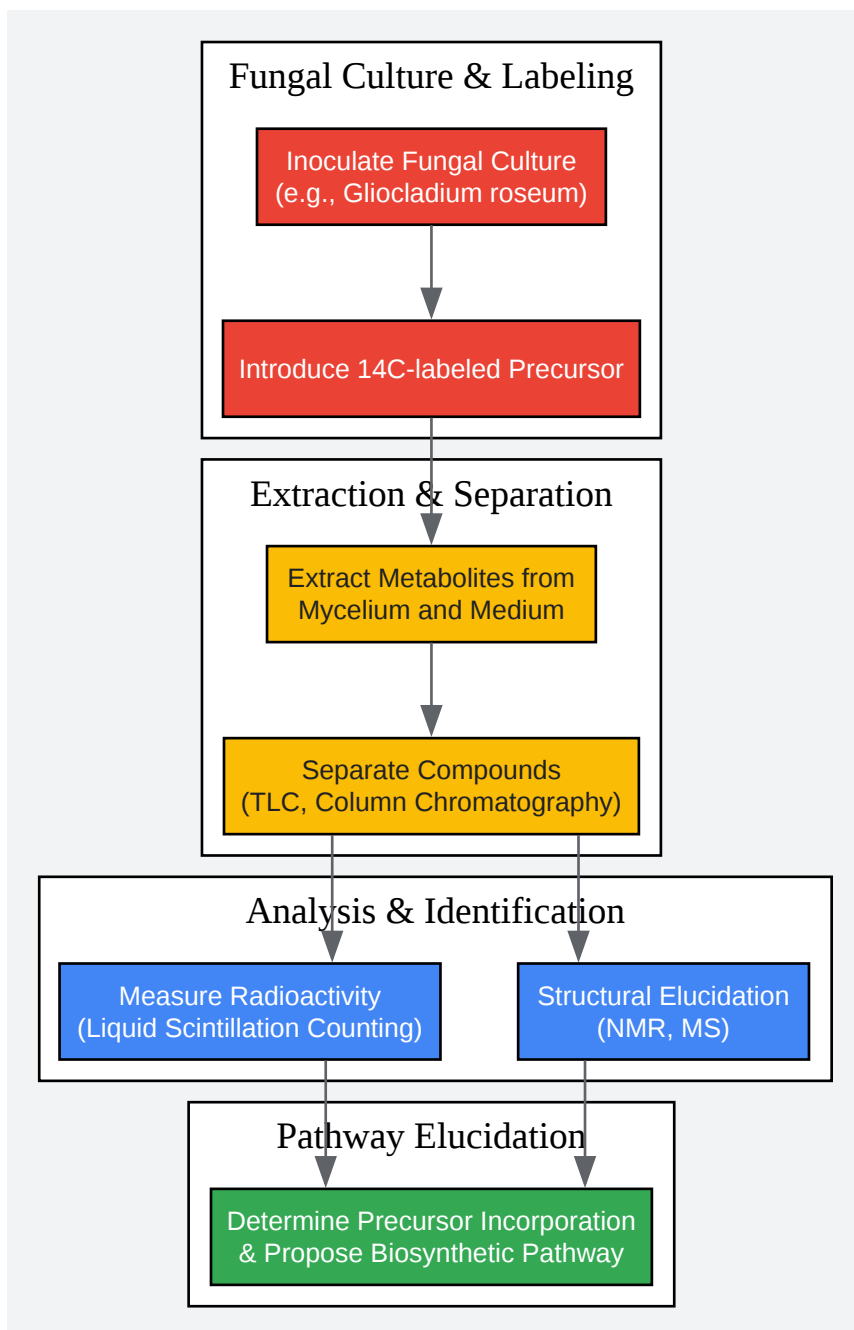 Fungal Culture & Labeling
Inoculate Fungal Culture
(e.g., Gliocladium roseum)
Introduce 14C-labeled Precursor
Extraction & Separation
Extract Metabolites from
Mycelium and Medium
Separate Compounds
(TLC, Column Chromatography)
Analysis & Identification
Measure Radioactivity
(Liquid Scintillation Counting)
Structural Elucidation
(NMR, MS)
Pathway Elucidation
Determine Precursor Incorporation
& Propose Biosynthetic Pathway